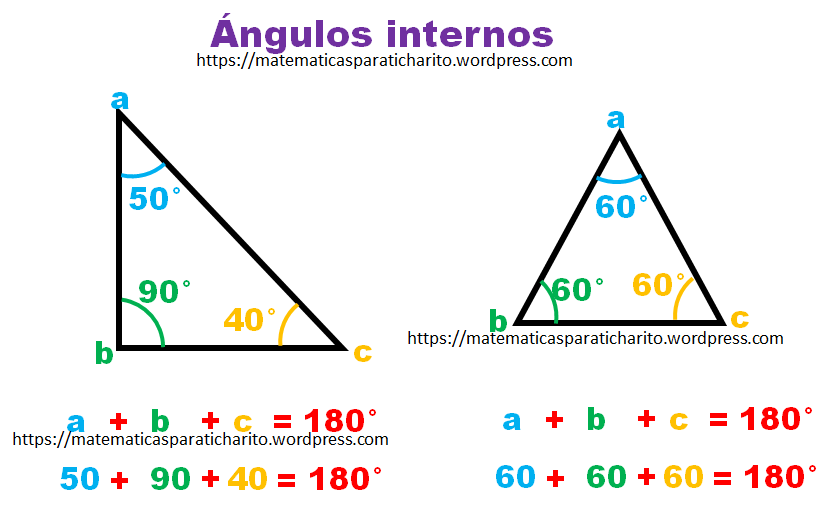 Ángulos internos
https://matematicasparaticharito.wordpress.com
a
50°
90°
40°
b
c
a
60°
60°
60°
b
c
https://matematicasparaticharito.wordpress.com
a + b + c = 180°
https://matematicasparaticharito.wordpress.com
50 + 90 + 40 = 180°
a + b + c = 180°
60 + 60 + 60 = 180°